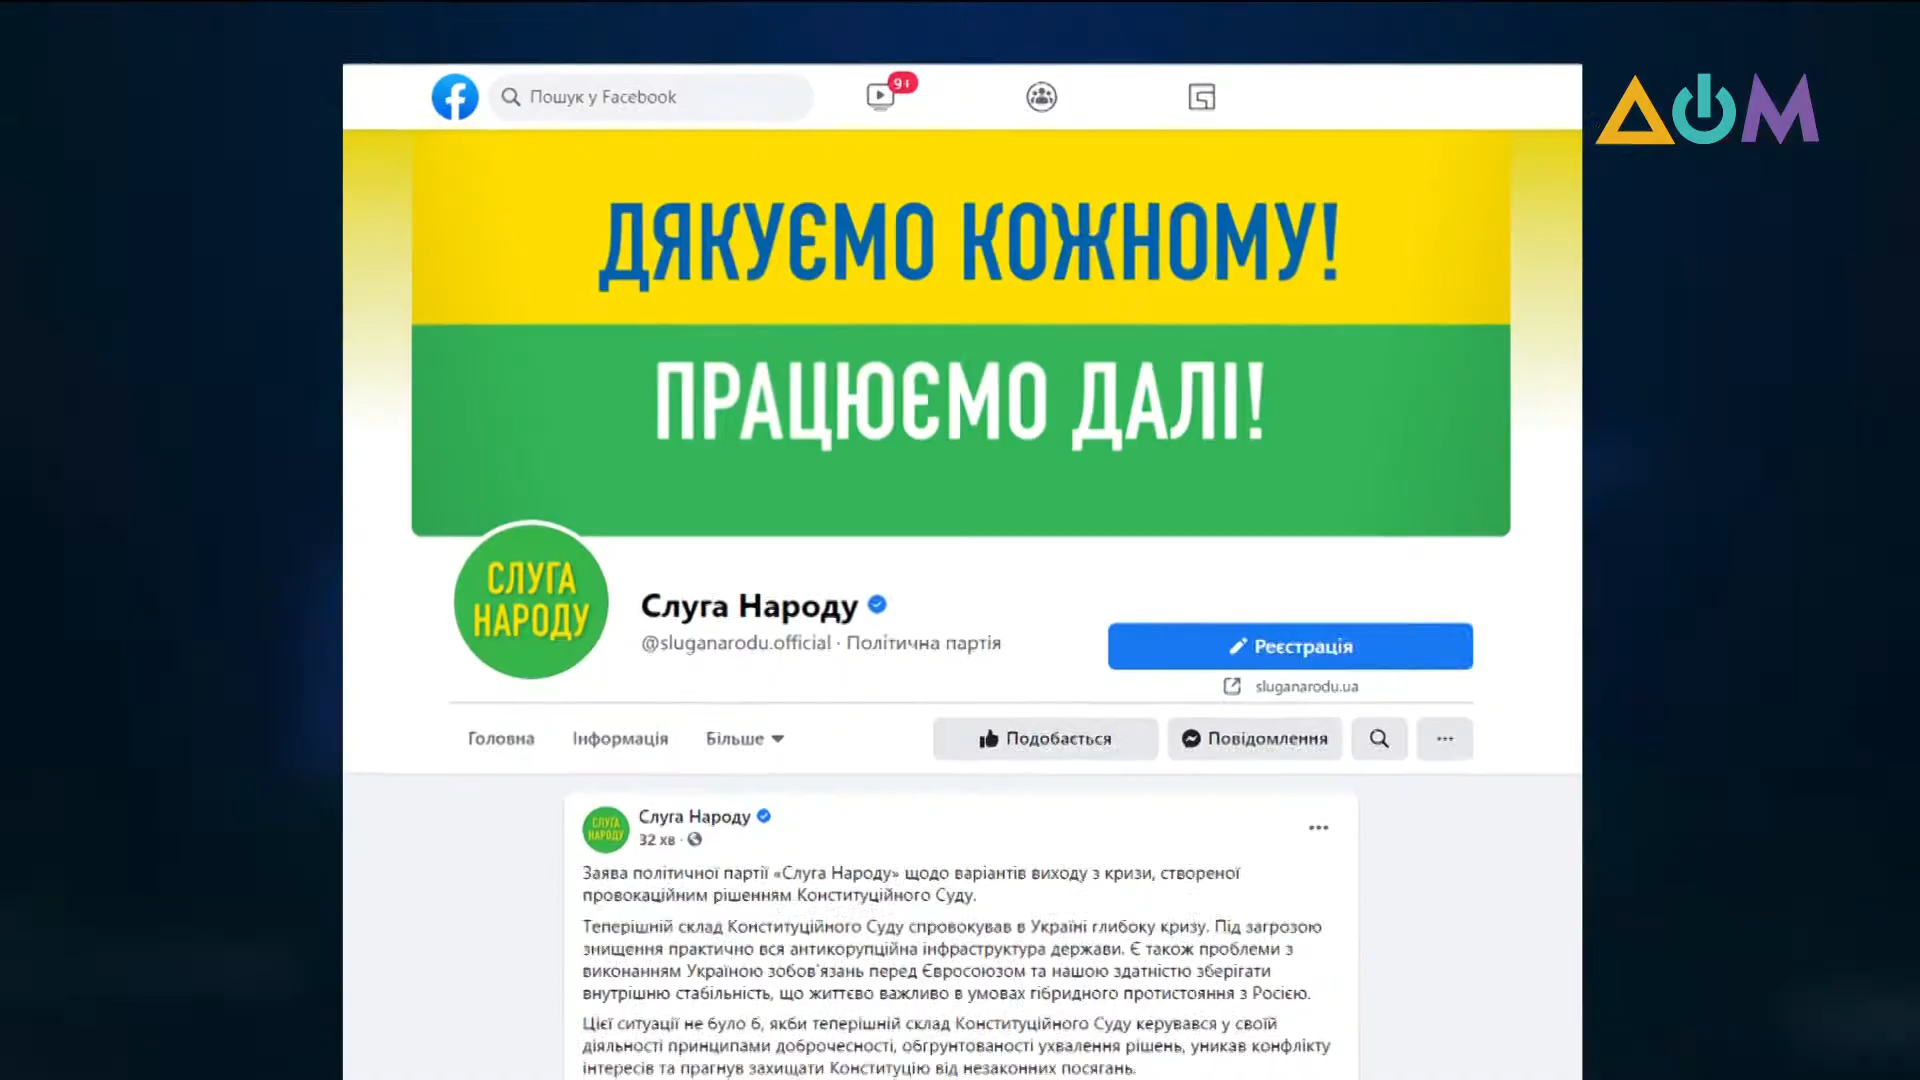 Пошук у Facebook
9+
ДОМ
ДЯКУЄМО КОЖНОМУ!
ПРАЦЮЄМО ДАЛІ!
СЛУГА
НАРОДУ
Слуга Народу
@sluganarodu.official · Політична партія
Реєстрація
sluganarodu.ua
Головна Інформація Більше Подобається Повідомлення
СЛУГА
НАРОДУ
Слуга Народу
32 хв ·
Заява політичної партії «Слуга Народу» щодо варіантів виходу з кризи, створеної
провокаційним рішенням Конституційного Суду.
Теперішній склад Конституційного Суду спровокував в Україні глибоку кризу. Під загрозою
знищення практично вся антикорупційна інфраструктура держави. Є також проблеми з
виконанням Україною зобов'язань перед Євросоюзом та нашою здатністю зберігати
внутрішню стабільність, що життєво важливо в умовах гібридного протистояння з Росією.
Цієї ситуації не було б, якби теперішній склад Конституційного Суду керувався у своїй
діяльності принципами доброчесності, обґрунтованості ухвалення рішень, уникав конфлікту
інтересів та прагнув захищати Конституцію від незаконних посягань.